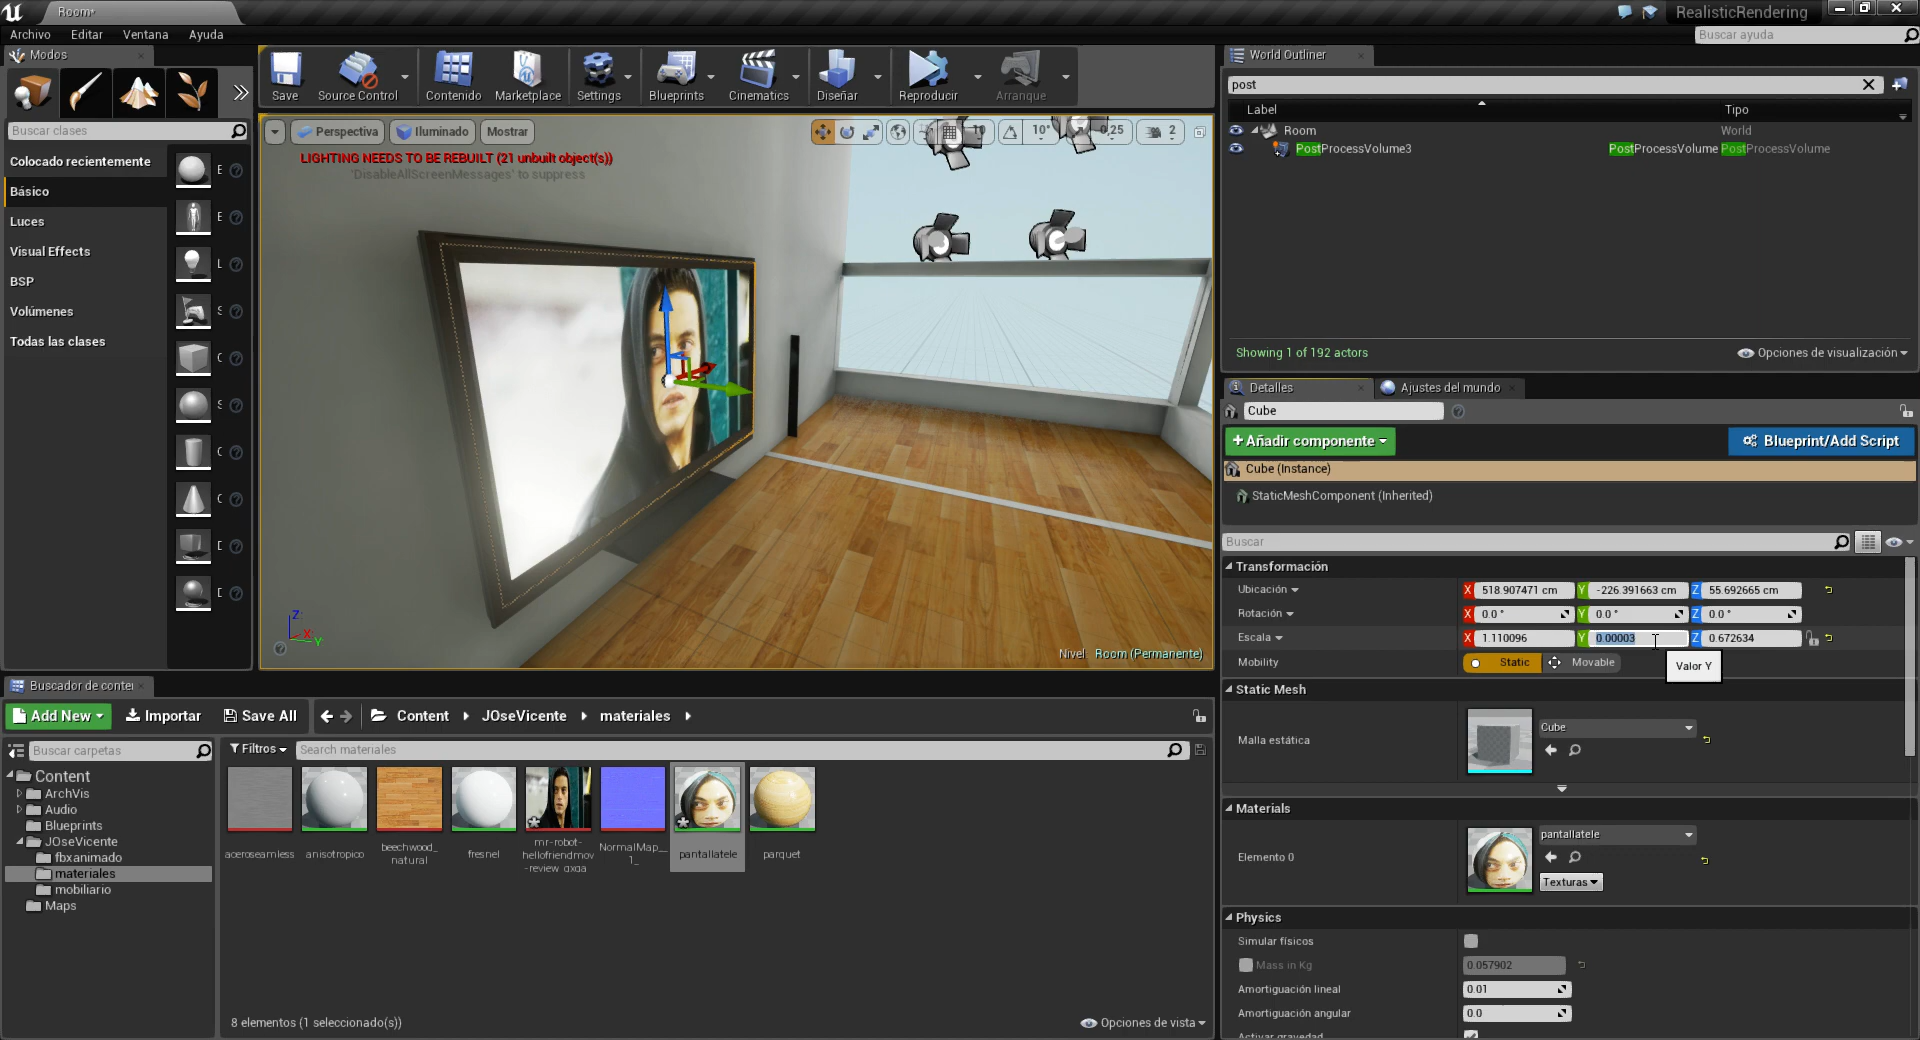 Room*
RealisticRendering
Archivo Editar Ventana Ayuda
Buscar ayuda
Modos
Save
Source Control
Contenido
Marketplace
Settings
Blueprints
Cinematics
Diseñar
Reproducir
Arranque
Buscar clases
Colocado recientemente
Básico
Luces
Visual Effects
BSP
Volúmenes
Todas las clases
Perspectiva
Iluminado
Mostrar
10
10°
0.25
2
LIGHTING NEEDS TO BE REBUILT (21 unbuilt object(s))
'DisableAllScreenMessages' to suppress
Z
X
Y
Nivel: Room (Permanente)
World Outliner
post
Label Tipo
Room World
PostProcessVolume3 PostProcessVolume PostProcessVolume
Showing 1 of 192 actors
Opciones de visualización
Detalles
Ajustes del mundo
Cube
+Añadir componente
Blueprint/Add Script
Cube (Instance)
StaticMeshComponent (Inherited)
Buscar
Transformación
Ubicación X 518.907471 cm Y -226.391663 cm Z 55.692665 cm
Rotación X 0.0 ° Y 0.0 ° Z 0.0 °
Escala X 1.110096 Y 0.00003 Z 0.672634
Mobility Static Movable
Valor Y
Static Mesh
Malla estática
Cube
Materials
Elemento 0
pantallatele
Texturas
Physics
Simular físicos
Mass in Kg 0.057902
Amortiguación lineal 0.01
Amortiguación angular 0.0
Activar gravedad
Buscador de conte
Add New
Importar
Save All
Content
JOseVicente
materiales
Buscar carpetas
Filtros
Search materiales
Content
ArchVis
Audio
Blueprints
JOseVicente
fbxanimado
materiales
mobiliario
Maps
aceroseamless
anisotropico
beechwood_
natural
fresnel
mr-robot-
hellofriendmov
-review_gxga
NormalMap__
1_
pantallatele
parquet
8 elementos (1 seleccionado(s))
Opciones de vista